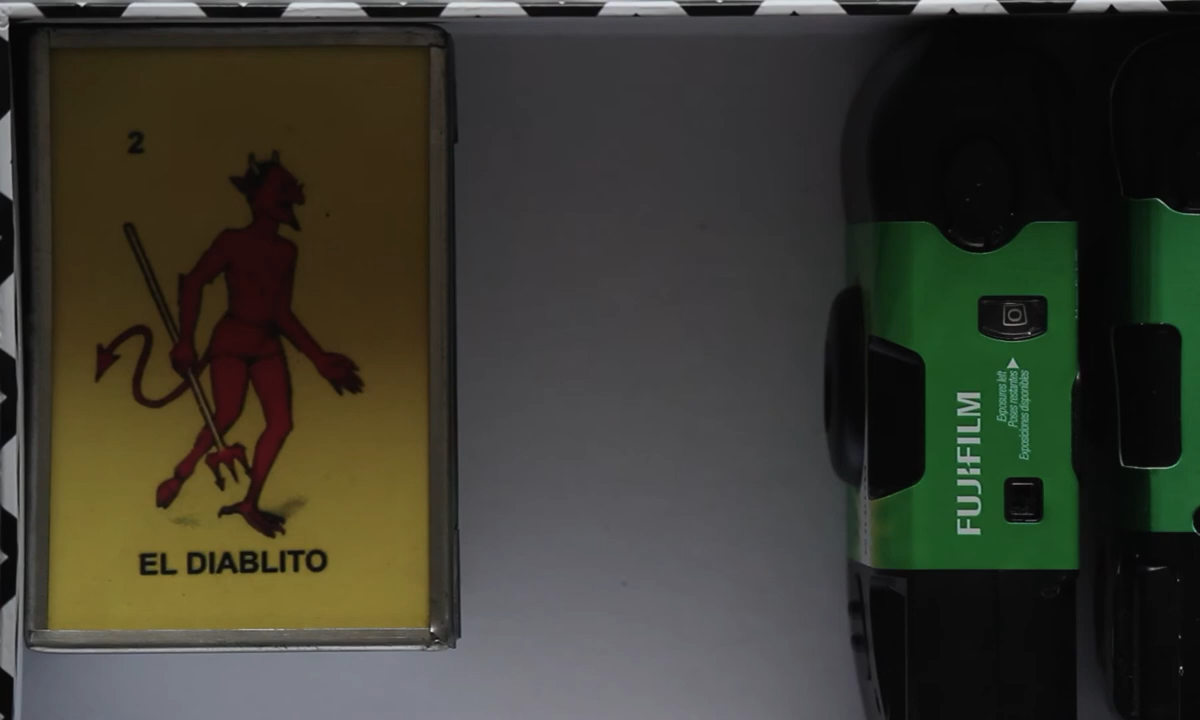 2
EL DIABLITO
FUJIFILM
Exposures left
Poses restantes
Exposiciones disponibles